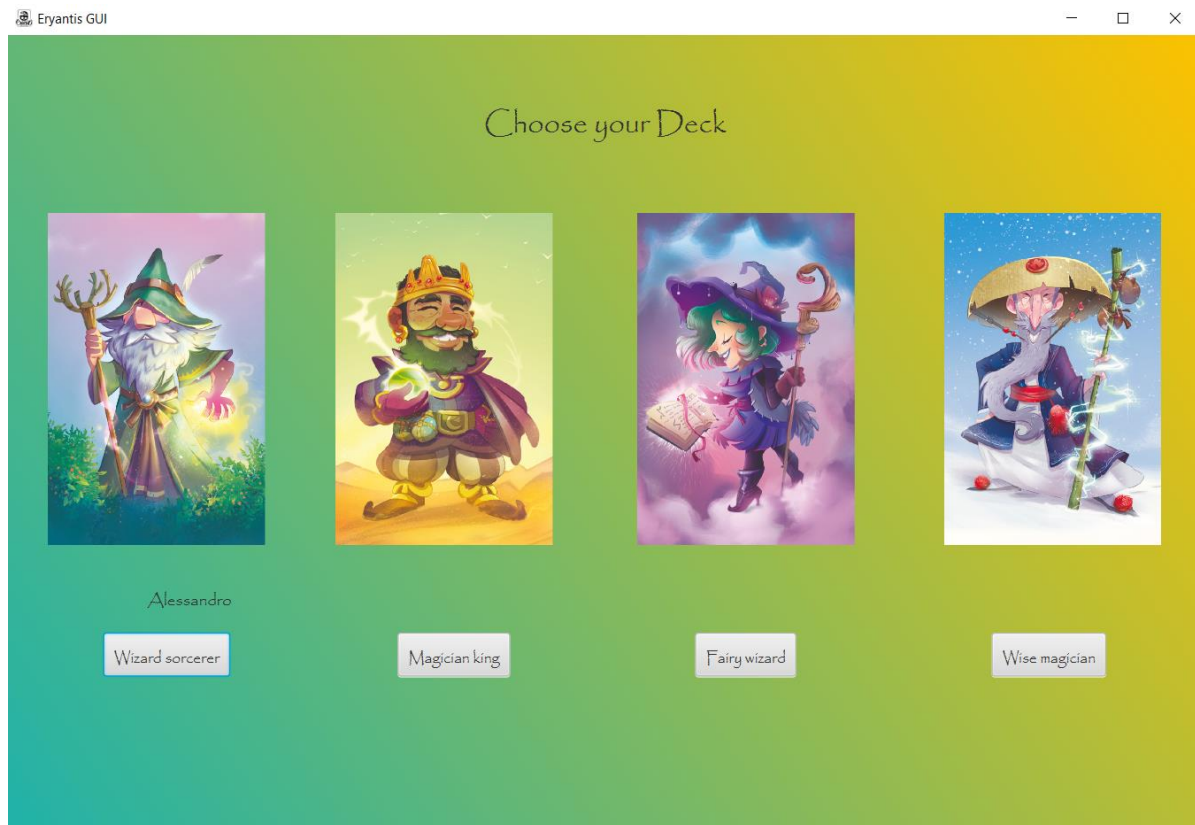 Eryantis GUI
Choose your Deck
Alessandro
Wizard sorcerer
Magician king
Fairy wizard
Wise magician